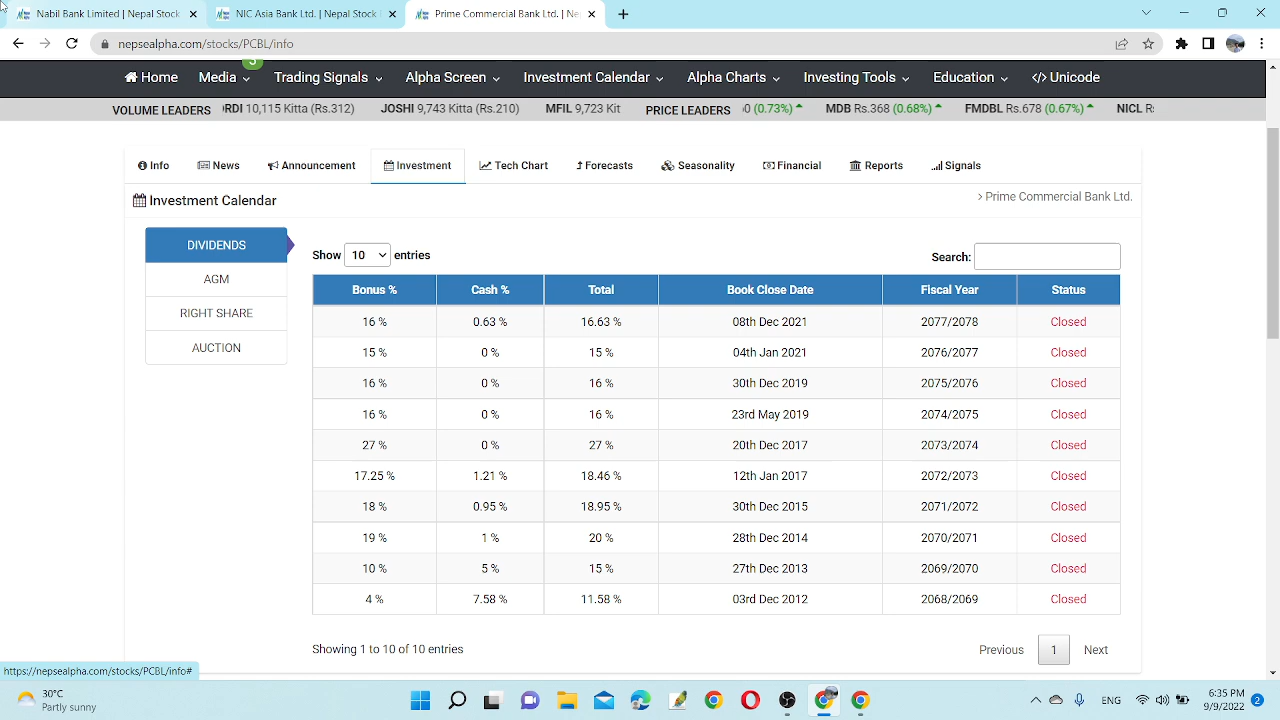 Nabil Bank Limited | Nepal Stock
NIC Asia Bank Ltd. | Nepal Stock I
Prime Commercial Bank Ltd. | Ne
nepsealpha.com/stocks/PCBL/info
Home
Media
Trading Signals
Alpha Screen
Investment Calendar
Alpha Charts
Investing Tools
Education
</> Unicode
VOLUME LEADERS
RDI 10,115 Kitta (Rs.312)
JOSHI 9,743 Kitta (Rs.210)
MFIL 9,723 Kit
PRICE LEADERS
0 (0.73%)
MDB Rs.368 (0.68%)
FMDBL Rs.678 (0.67%)
NICL R
Info
News
Announcement
Investment
Tech Chart
Forecasts
Seasonality
Financial
Reports
Signals
Investment Calendar
> Prime Commercial Bank Ltd.
DIVIDENDS
AGM
RIGHT SHARE
AUCTION
Show 10 entries
Search:
Bonus % Cash % Total Book Close Date Fiscal Year Status
16 % 0.63 % 16.63 % 08th Dec 2021 2077/2078 Closed
15 % 0 % 15 % 04th Jan 2021 2076/2077 Closed
16 % 0 % 16 % 30th Dec 2019 2075/2076 Closed
16 % 0 % 16 % 23rd May 2019 2074/2075 Closed
27 % 0 % 27 % 20th Dec 2017 2073/2074 Closed
17.25 % 1.21 % 18.46 % 12th Jan 2017 2072/2073 Closed
18 % 0.95 % 18.95 % 30th Dec 2015 2071/2072 Closed
19 % 1 % 20 % 28th Dec 2014 2070/2071 Closed
10 % 5 % 15 % 27th Dec 2013 2069/2070 Closed
4 % 7.58 % 11.58 % 03rd Dec 2012 2068/2069 Closed
Showing 1 to 10 of 10 entries
Previous 1 Next
https://nepsealpha.com/stocks/PCBL/info#
30°C
Partly sunny
ENG
6:35 PM
9/9/2022
2